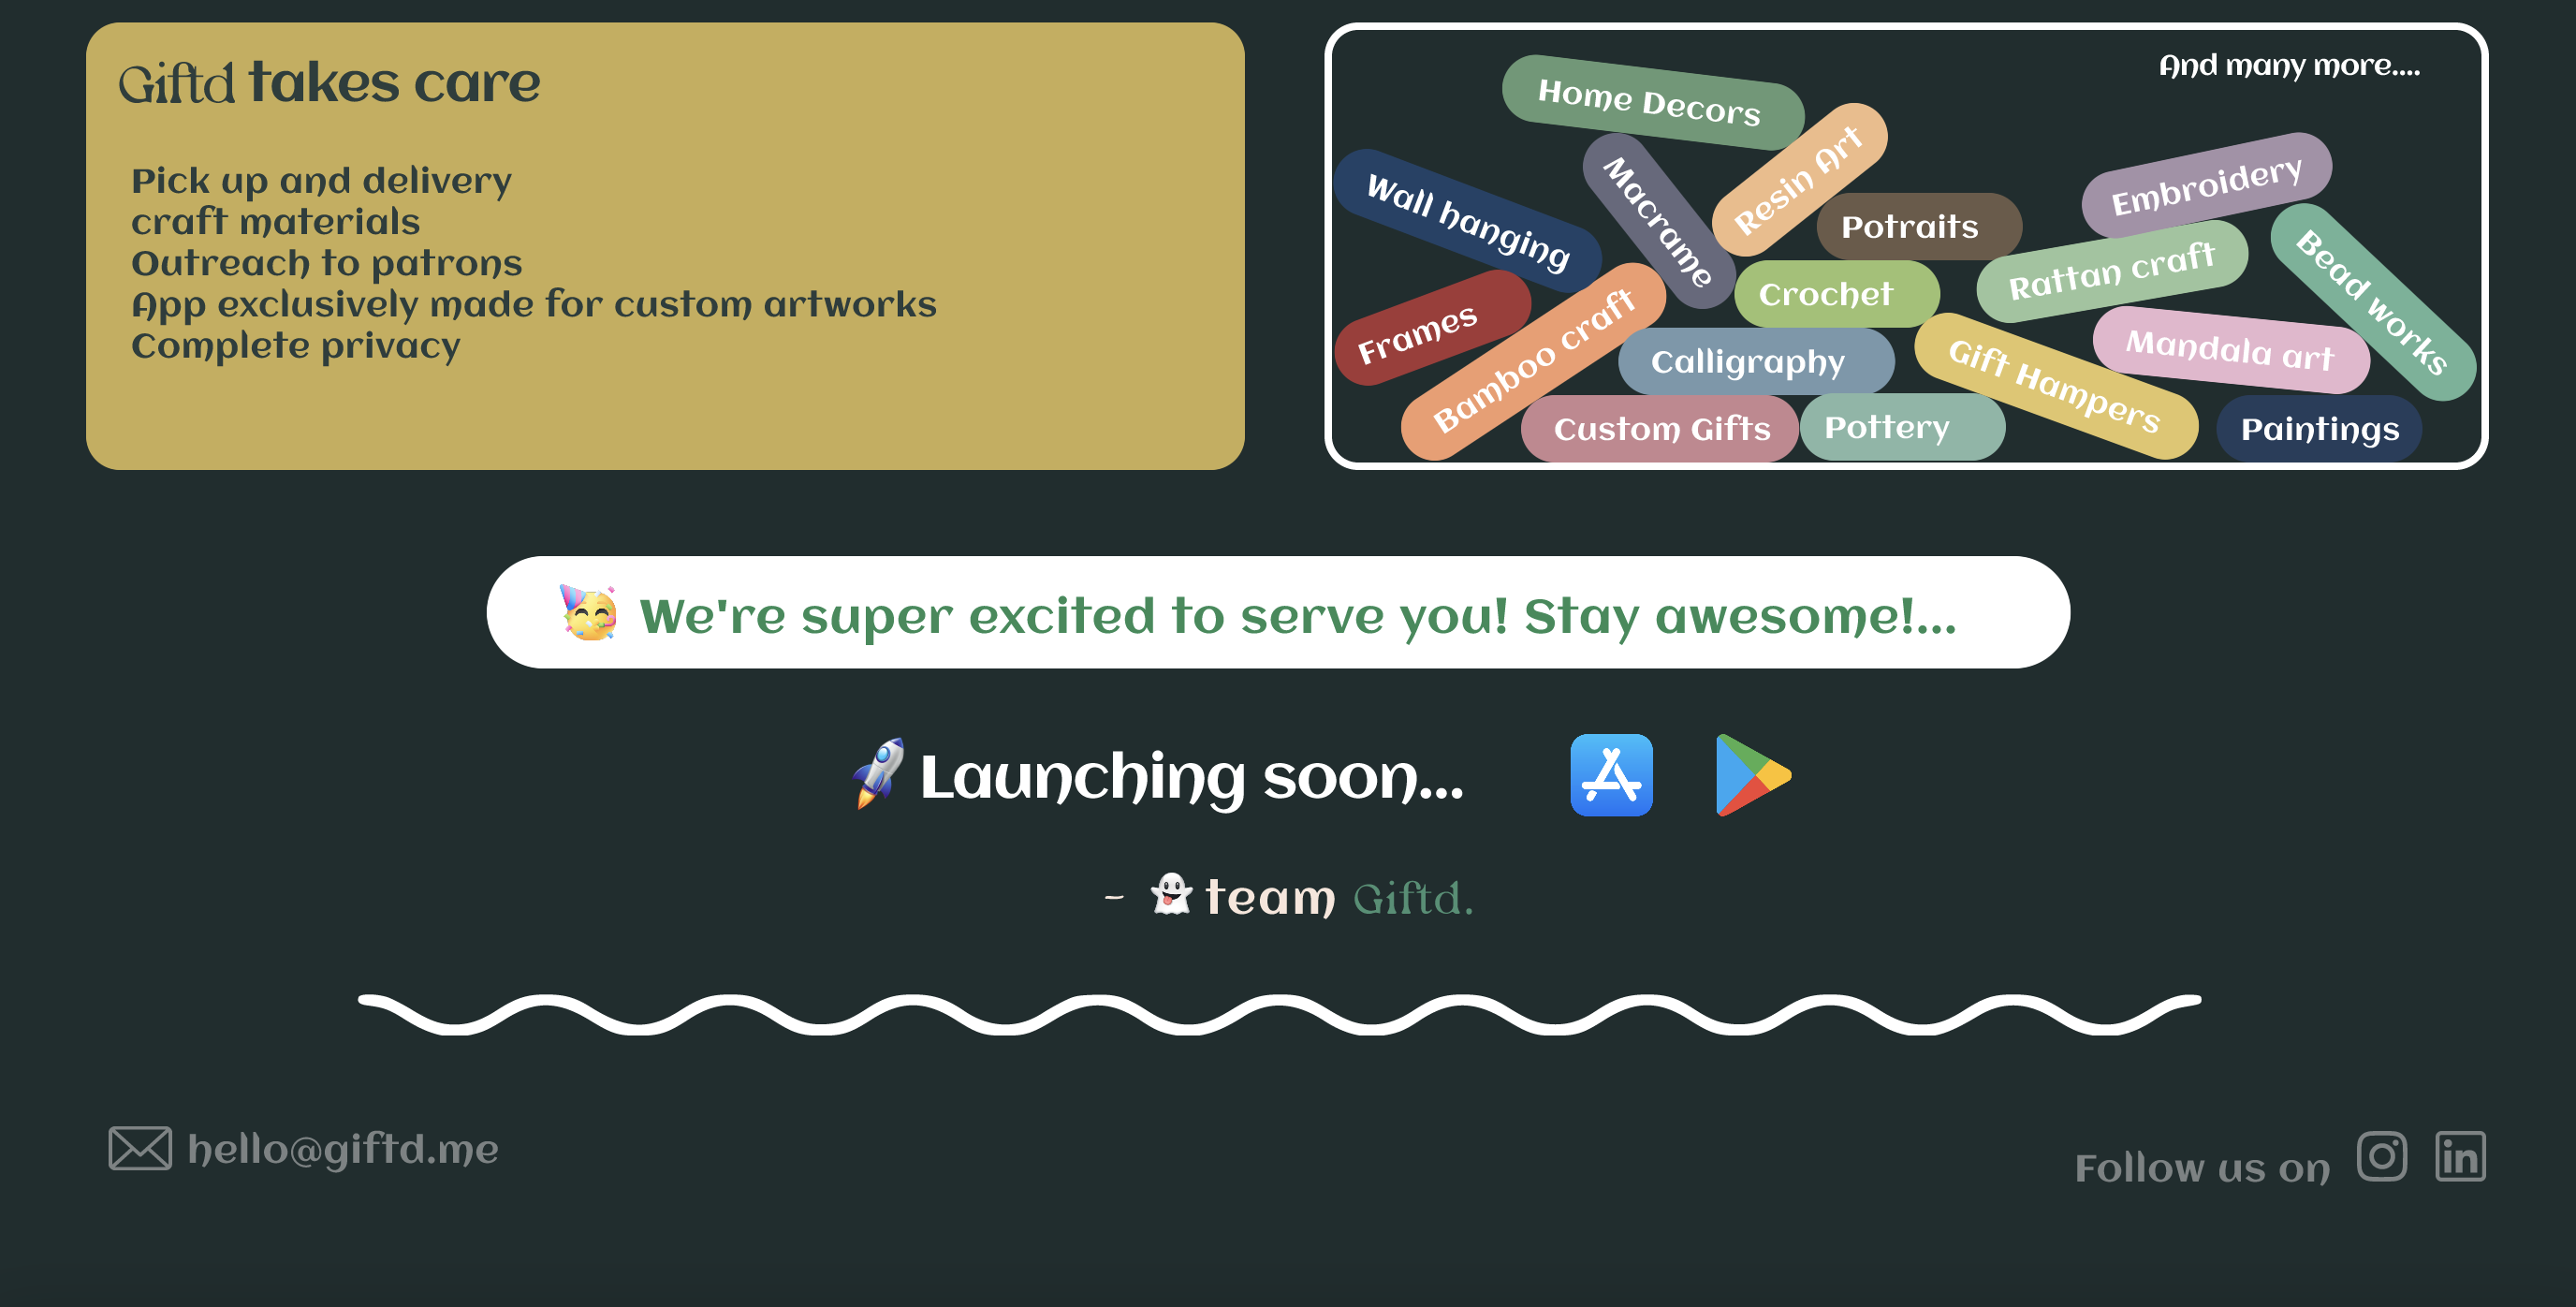 Giftd takes care
Pick up and delivery
craft materials
Outreach to patrons
App exclusively made for custom artworks
Complete privacy
And many more....
Home Decors
Resin Art
Macrame
Wall hanging
Potraits
Embroidery
Rattan craft
Bead works
Crochet
Frames
Bamboo craft
Calligraphy
Gift Hampers
Mandala art
Custom Gifts
Pottery
Paintings
🥳 We're super excited to serve you! Stay awesome!...
🚀 Launching soon...
- 👻 team Giftd.
hello@giftd.me
Follow us on